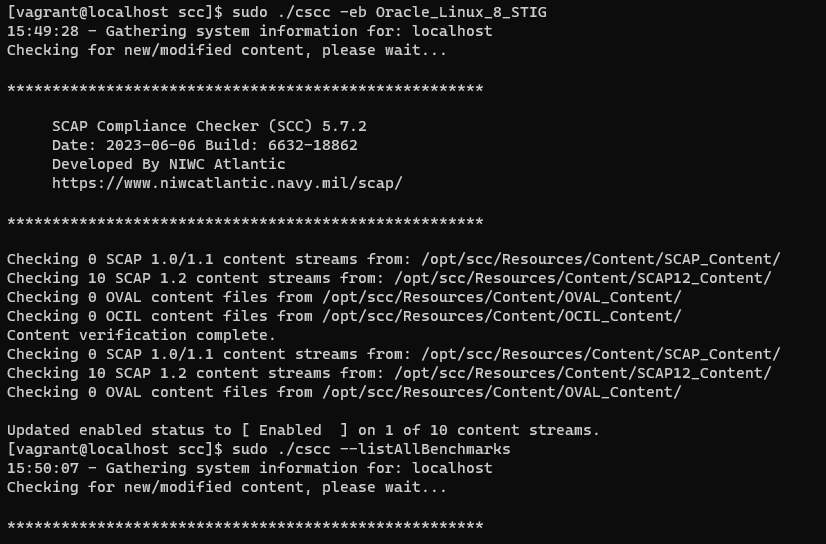 [vagrant@localhost scc]$ sudo ./cscc -eb Oracle_Linux_8_STIG
15:49:28 - Gathering system information for: localhost
Checking for new/modified content, please wait...
*****************************************************
SCAP Compliance Checker (SCC) 5.7.2
Date: 2023-06-06 Build: 6632-18862
Developed By NIWC Atlantic
https://www.niwcatlantic.navy.mil/scap/
*****************************************************
Checking 0 SCAP 1.0/1.1 content streams from: /opt/scc/Resources/Content/SCAP_Content/
Checking 10 SCAP 1.2 content streams from: /opt/scc/Resources/Content/SCAP12_Content/
Checking 0 OVAL content files from /opt/scc/Resources/Content/OVAL_Content/
Checking 0 OCIL content files from /opt/scc/Resources/Content/OCIL_Content/
Content verification complete.
Checking 0 SCAP 1.0/1.1 content streams from: /opt/scc/Resources/Content/SCAP_Content/
Checking 10 SCAP 1.2 content streams from: /opt/scc/Resources/Content/SCAP12_Content/
Checking 0 OVAL content files from /opt/scc/Resources/Content/OVAL_Content/
Updated enabled status to [ Enabled  ] on 1 of 10 content streams.
[vagrant@localhost scc]$ sudo ./cscc --listAllBenchmarks
15:50:07 - Gathering system information for: localhost
Checking for new/modified content, please wait...
*****************************************************